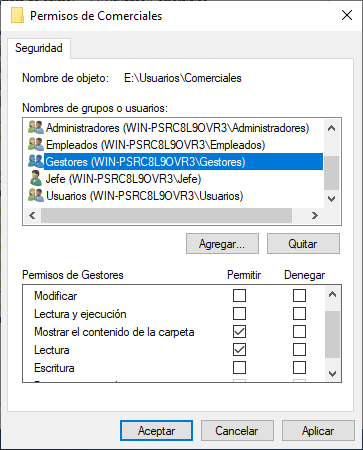 Permisos de Comerciales
Seguridad
Nombre de objeto: E:\Usuarios\Comerciales
Nombres de grupos o usuarios:
Administradores (WIN-PSRC8L9OVR3\Administradores)
Empleados (WIN-PSRC8L9OVR3\Empleados)
Gestores (WIN-PSRC8L9OVR3\Gestores)
Jefe (WIN-PSRC8L9OVR3\Jefe)
Usuarios (WIN-PSRC8L9OVR3\Usuarios)
Agregar... Quitar
Permisos de Gestores Permitir Denegar
Modificar
Lectura y ejecución
Mostrar el contenido de la carpeta
Lectura
Escritura
Aceptar Cancelar Aplicar